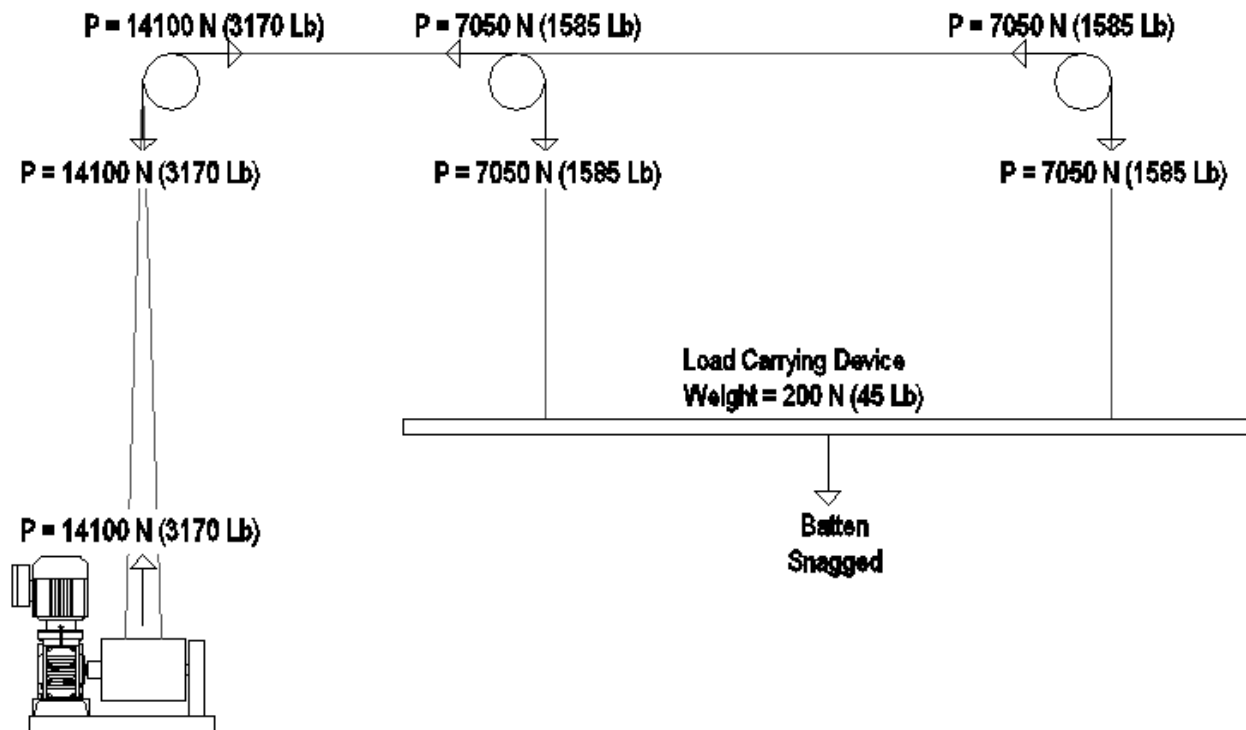 P = 14100 N (3170 Lb) P = 7050 N (1585 Lb) P = 7050 N (1585 Lb)
P = 14100 N (3170 Lb) P = 7050 N (1585 Lb) P = 7050 N (1585 Lb)
Load Carrying Device
Weight = 200 N (45 Lb)
P = 14100 N (3170 Lb)
Batten
Snagged